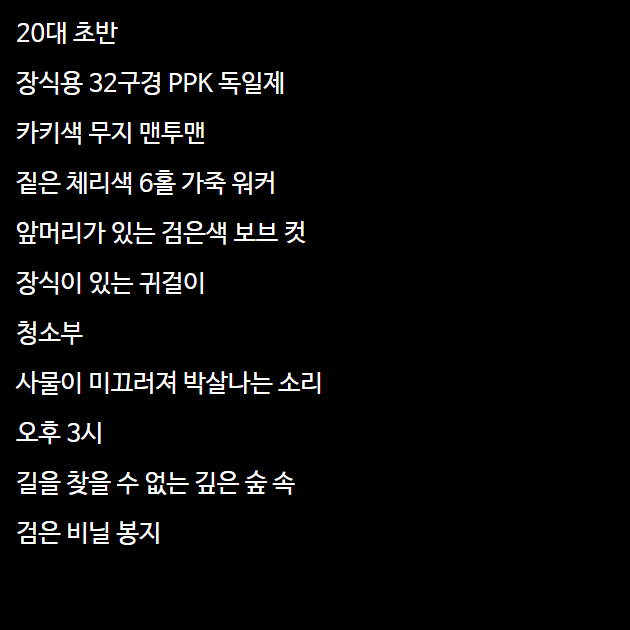 20대 초반
장식용 32구경 PPK 독일제
카키색 무지 맨투맨
짙은 체리색 6홀 가죽 워커
앞머리가 있는 검은색 보브 컷
장식이 있는 귀걸이
청소부
사물이 미끄러져 박살나는 소리
오후 3시
길을 찾을 수 없는 깊은 숲 속
검은 비닐 봉지